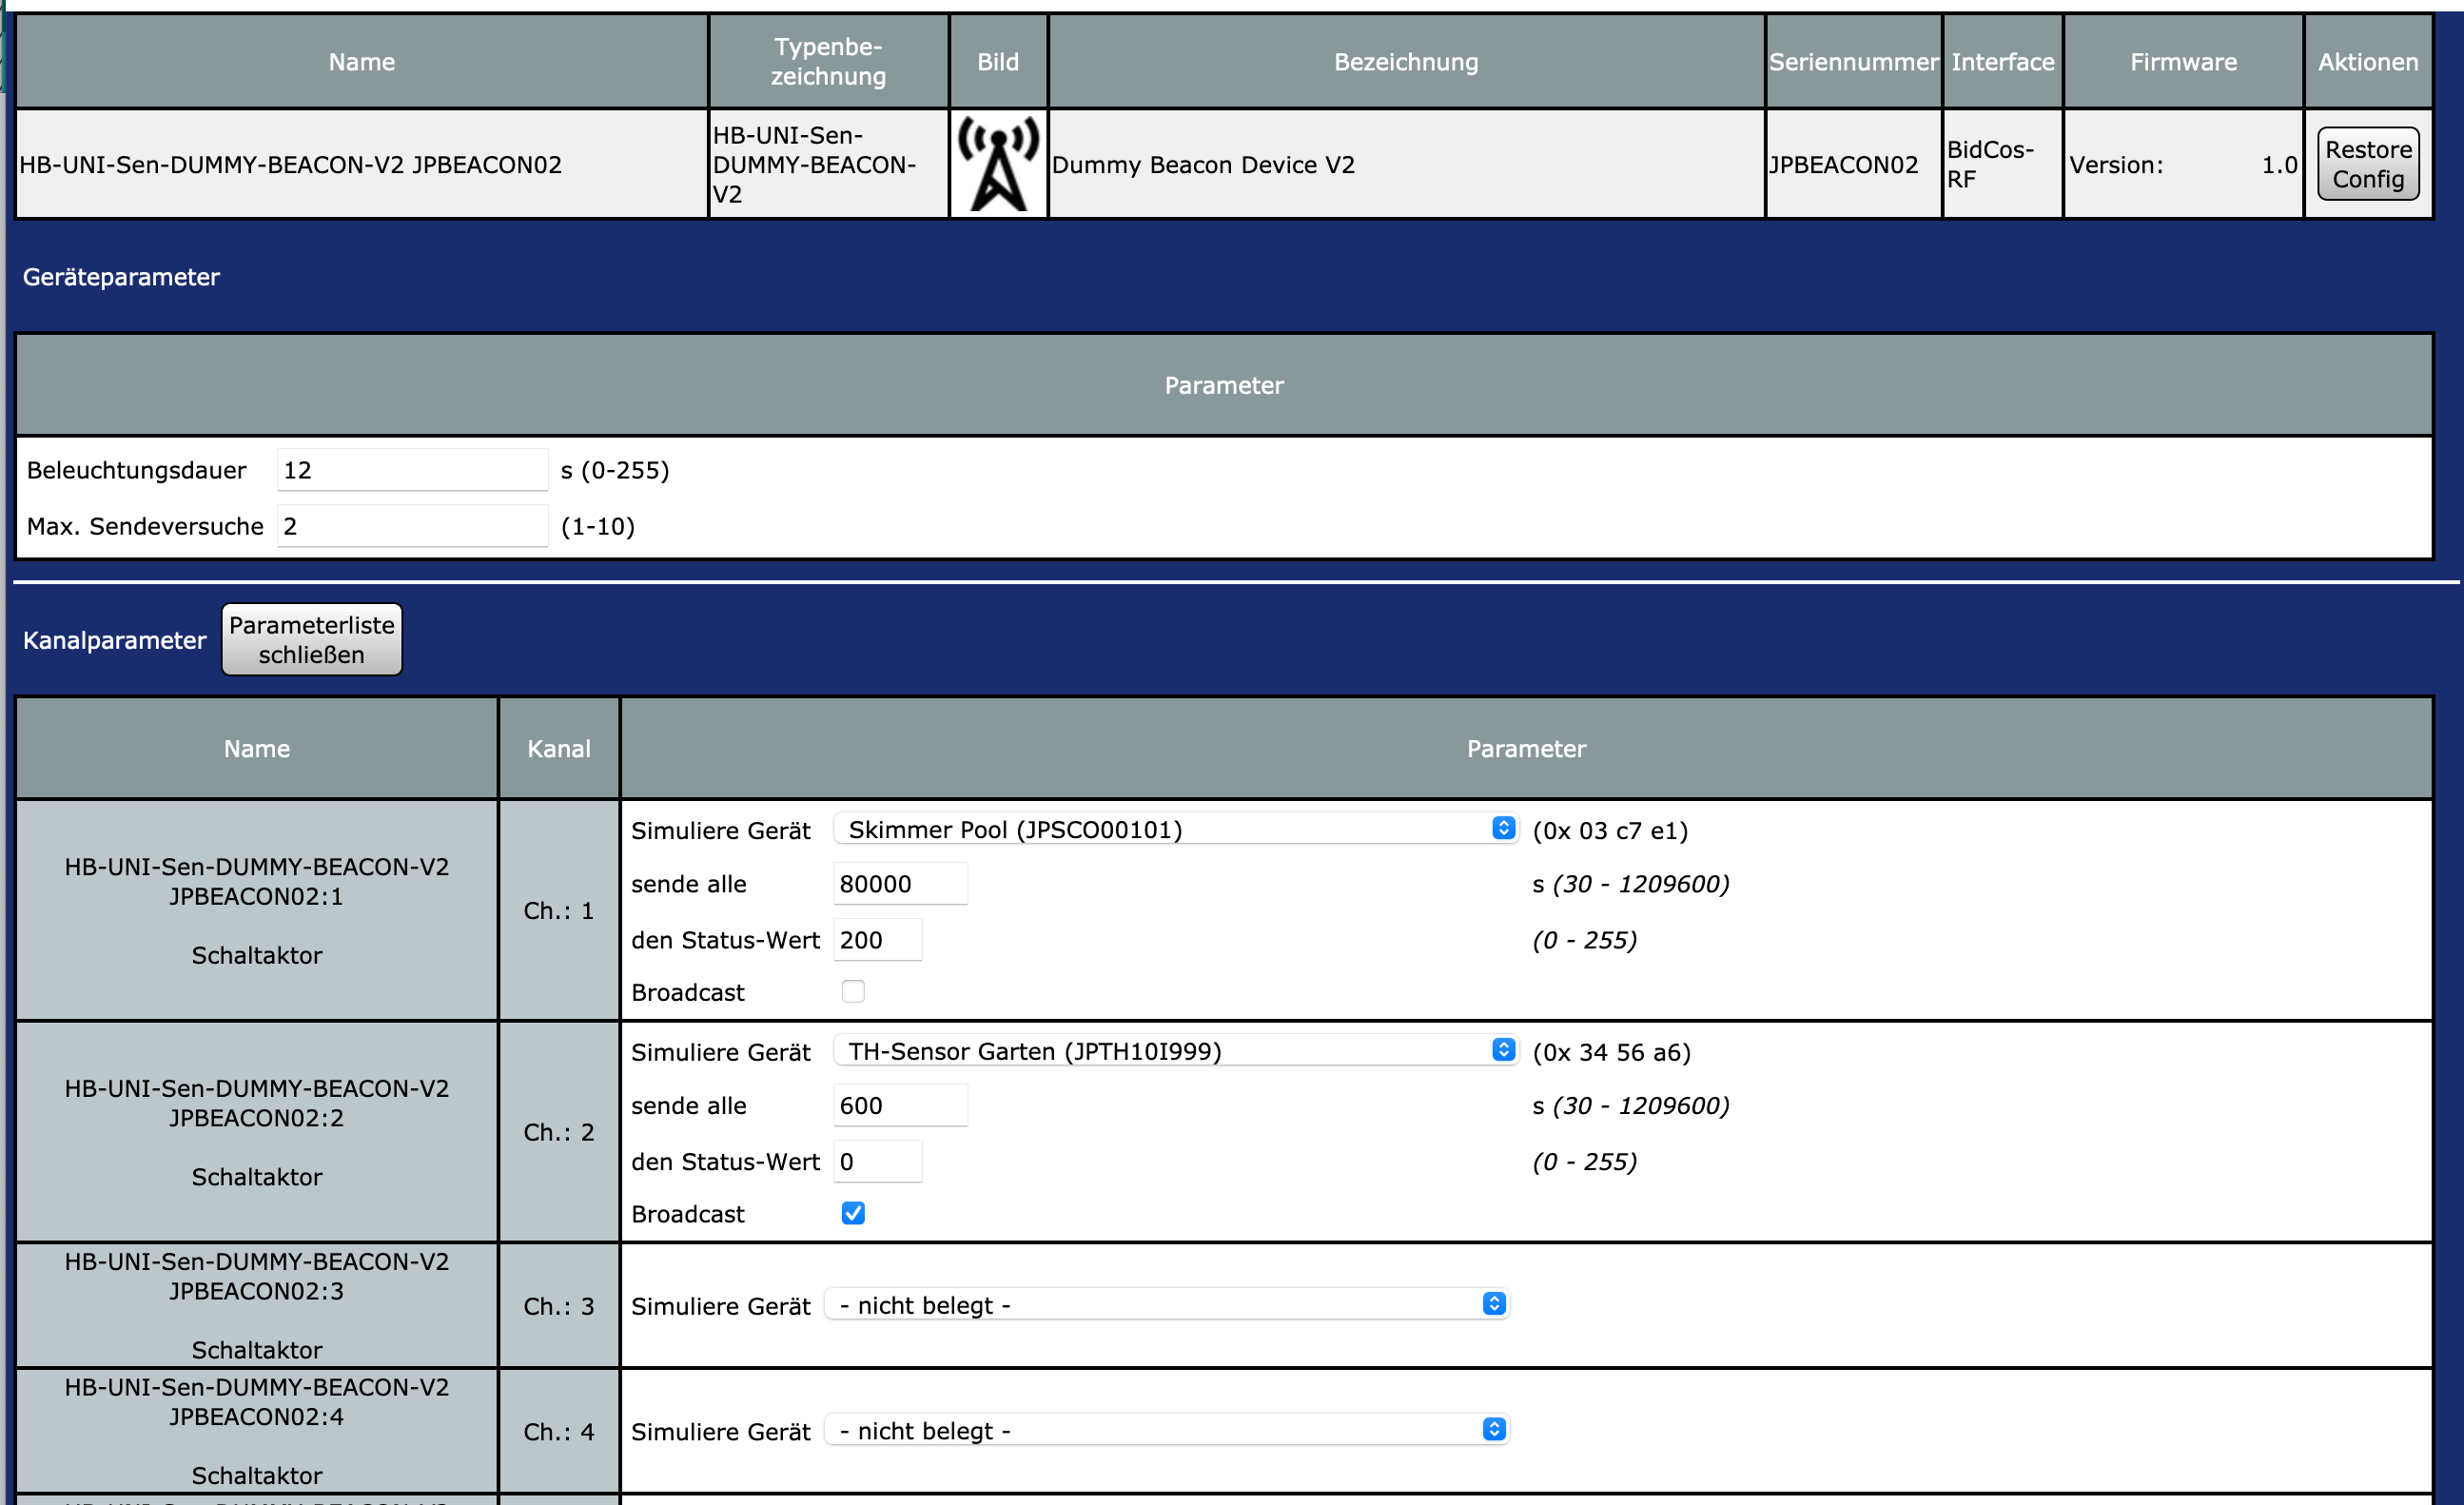 Name
Typenbe-
zeichnung
Bild
Bezeichnung
Seriennummer
Interface
Firmware
Aktionen
HB-UNI-Sen-DUMMY-BEACON-V2 JPBEACON02
HB-UNI-Sen-
DUMMY-BEACON-
V2
Dummy Beacon Device V2
JPBEACON02
BidCos-
RF
Version: 1.0
Restore
Config
Geräteparameter
Parameter
Beleuchtungsdauer 12 s (0-255)
Max. Sendeversuche 2 (1-10)
Kanalparameter
Parameterliste
schließen
Name
Kanal
Parameter
HB-UNI-Sen-DUMMY-BEACON-V2
JPBEACON02:1
Schaltaktor
Ch.: 1
Simuliere Gerät Skimmer Pool (JPSCO00101) (0x 03 c7 e1)
sende alle 80000 s (30 - 1209600)
den Status-Wert 200 (0 - 255)
Broadcast
HB-UNI-Sen-DUMMY-BEACON-V2
JPBEACON02:2
Schaltaktor
Ch.: 2
Simuliere Gerät TH-Sensor Garten (JPTH10I999) (0x 34 56 a6)
sende alle 600 s (30 - 1209600)
den Status-Wert 0 (0 - 255)
Broadcast
HB-UNI-Sen-DUMMY-BEACON-V2
JPBEACON02:3
Schaltaktor
Ch.: 3
Simuliere Gerät - nicht belegt -
HB-UNI-Sen-DUMMY-BEACON-V2
JPBEACON02:4
Schaltaktor
Ch.: 4
Simuliere Gerät - nicht belegt -